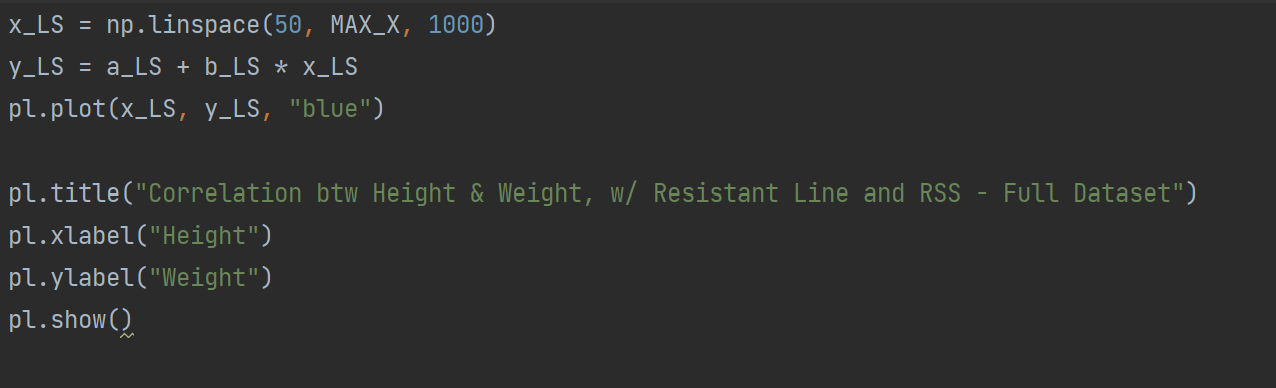 x_LS = np.linspace(50, MAX_X, 1000)
y_LS = a_LS + b_LS * x_LS
pl.plot(x_LS, y_LS, "blue")
pl.title("Correlation btw Height & Weight, w/ Resistant Line and RSS - Full Dataset")
pl.xlabel("Height")
pl.ylabel("Weight")
pl.show()